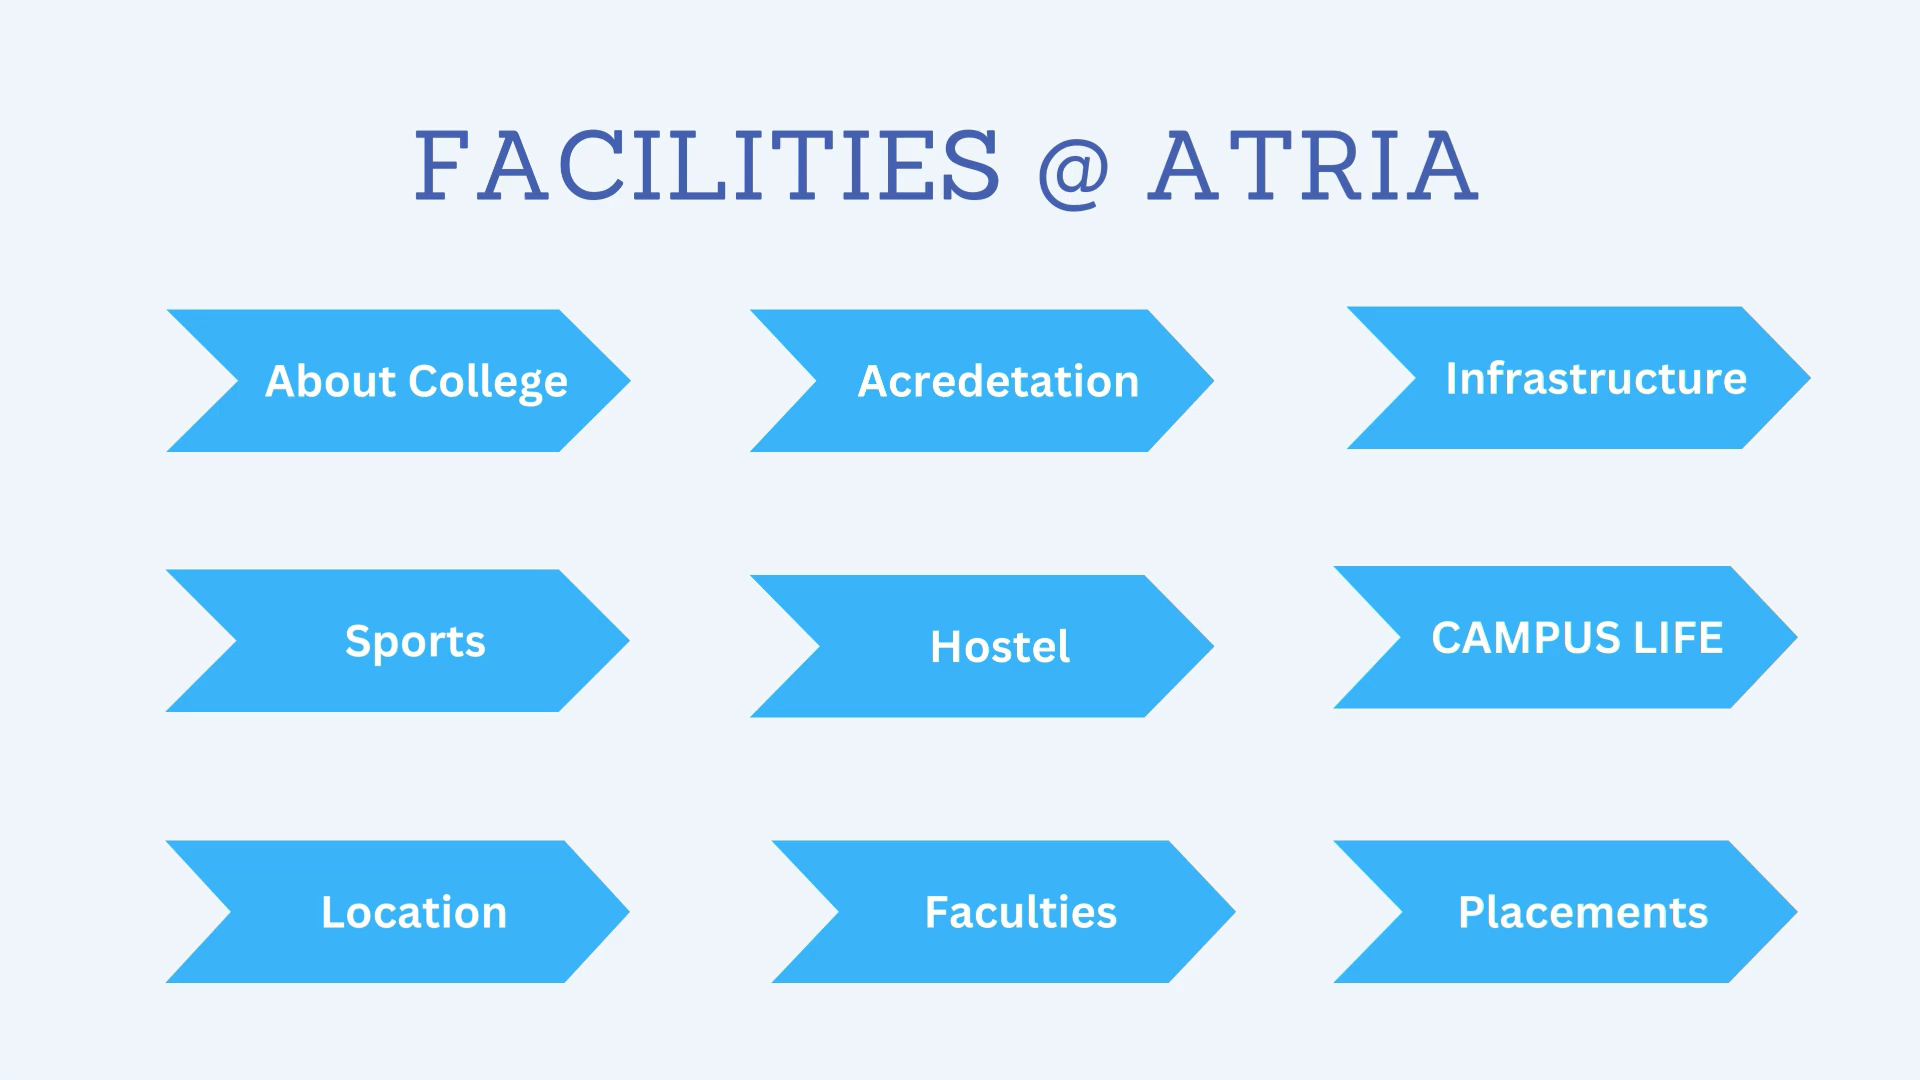 FACILITIES @ ATRIA
About College
Acredetation
Infrastructure
Sports
Hostel
CAMPUS LIFE
Location
Faculties
Placements